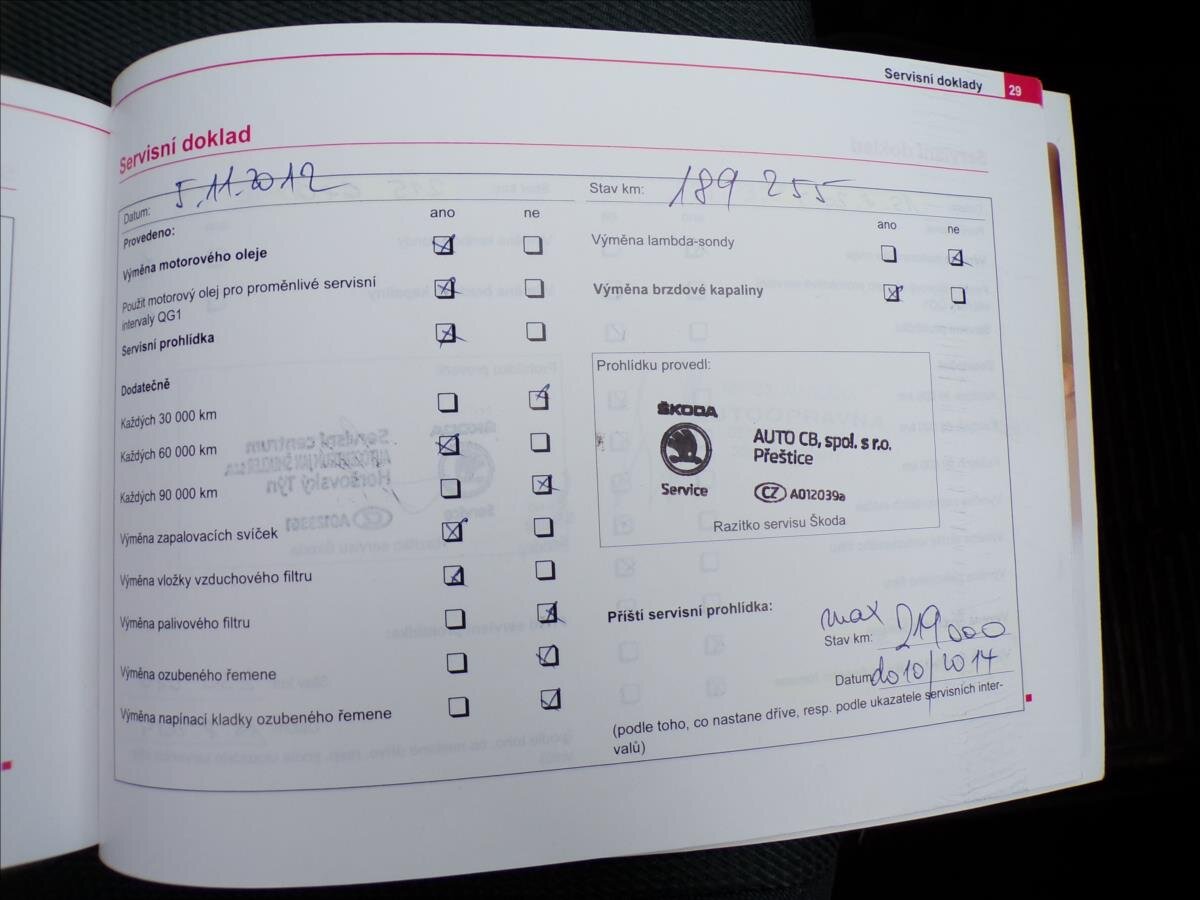 Servisní doklady 29
Servisní doklad
Datum: 5.11.2012
Provedeno:
ano ne
Výměna motorového oleje
Použit motorový olej pro proměnlivé servisní
intervaly QG1
Servisní prohlídka
Dodatečně
Každých 30 000 km
Každých 60 000 km
Každých 90 000 km
Výměna zapalovacích svíček
Výměna vložky vzduchového filtru
Výměna palivového filtru
Výměna ozubeného řemene
Výměna napínací kladky ozubeného řemene
Stav km: 189 255
ano ne
Výměna lambda-sondy
Výměna brzdové kapaliny
Prohlídku provedl:
ŠKODA
Service
AUTO CB, spol. s r.o.
Přeštice
CZ A012039a
Razitko servisu Škoda
Příští servisní prohlídka:
max
Stav km: 219 000
Datum: do 10/2014
(podle toho, co nastane dříve, resp. podle ukazatele servisních inter-
valů)